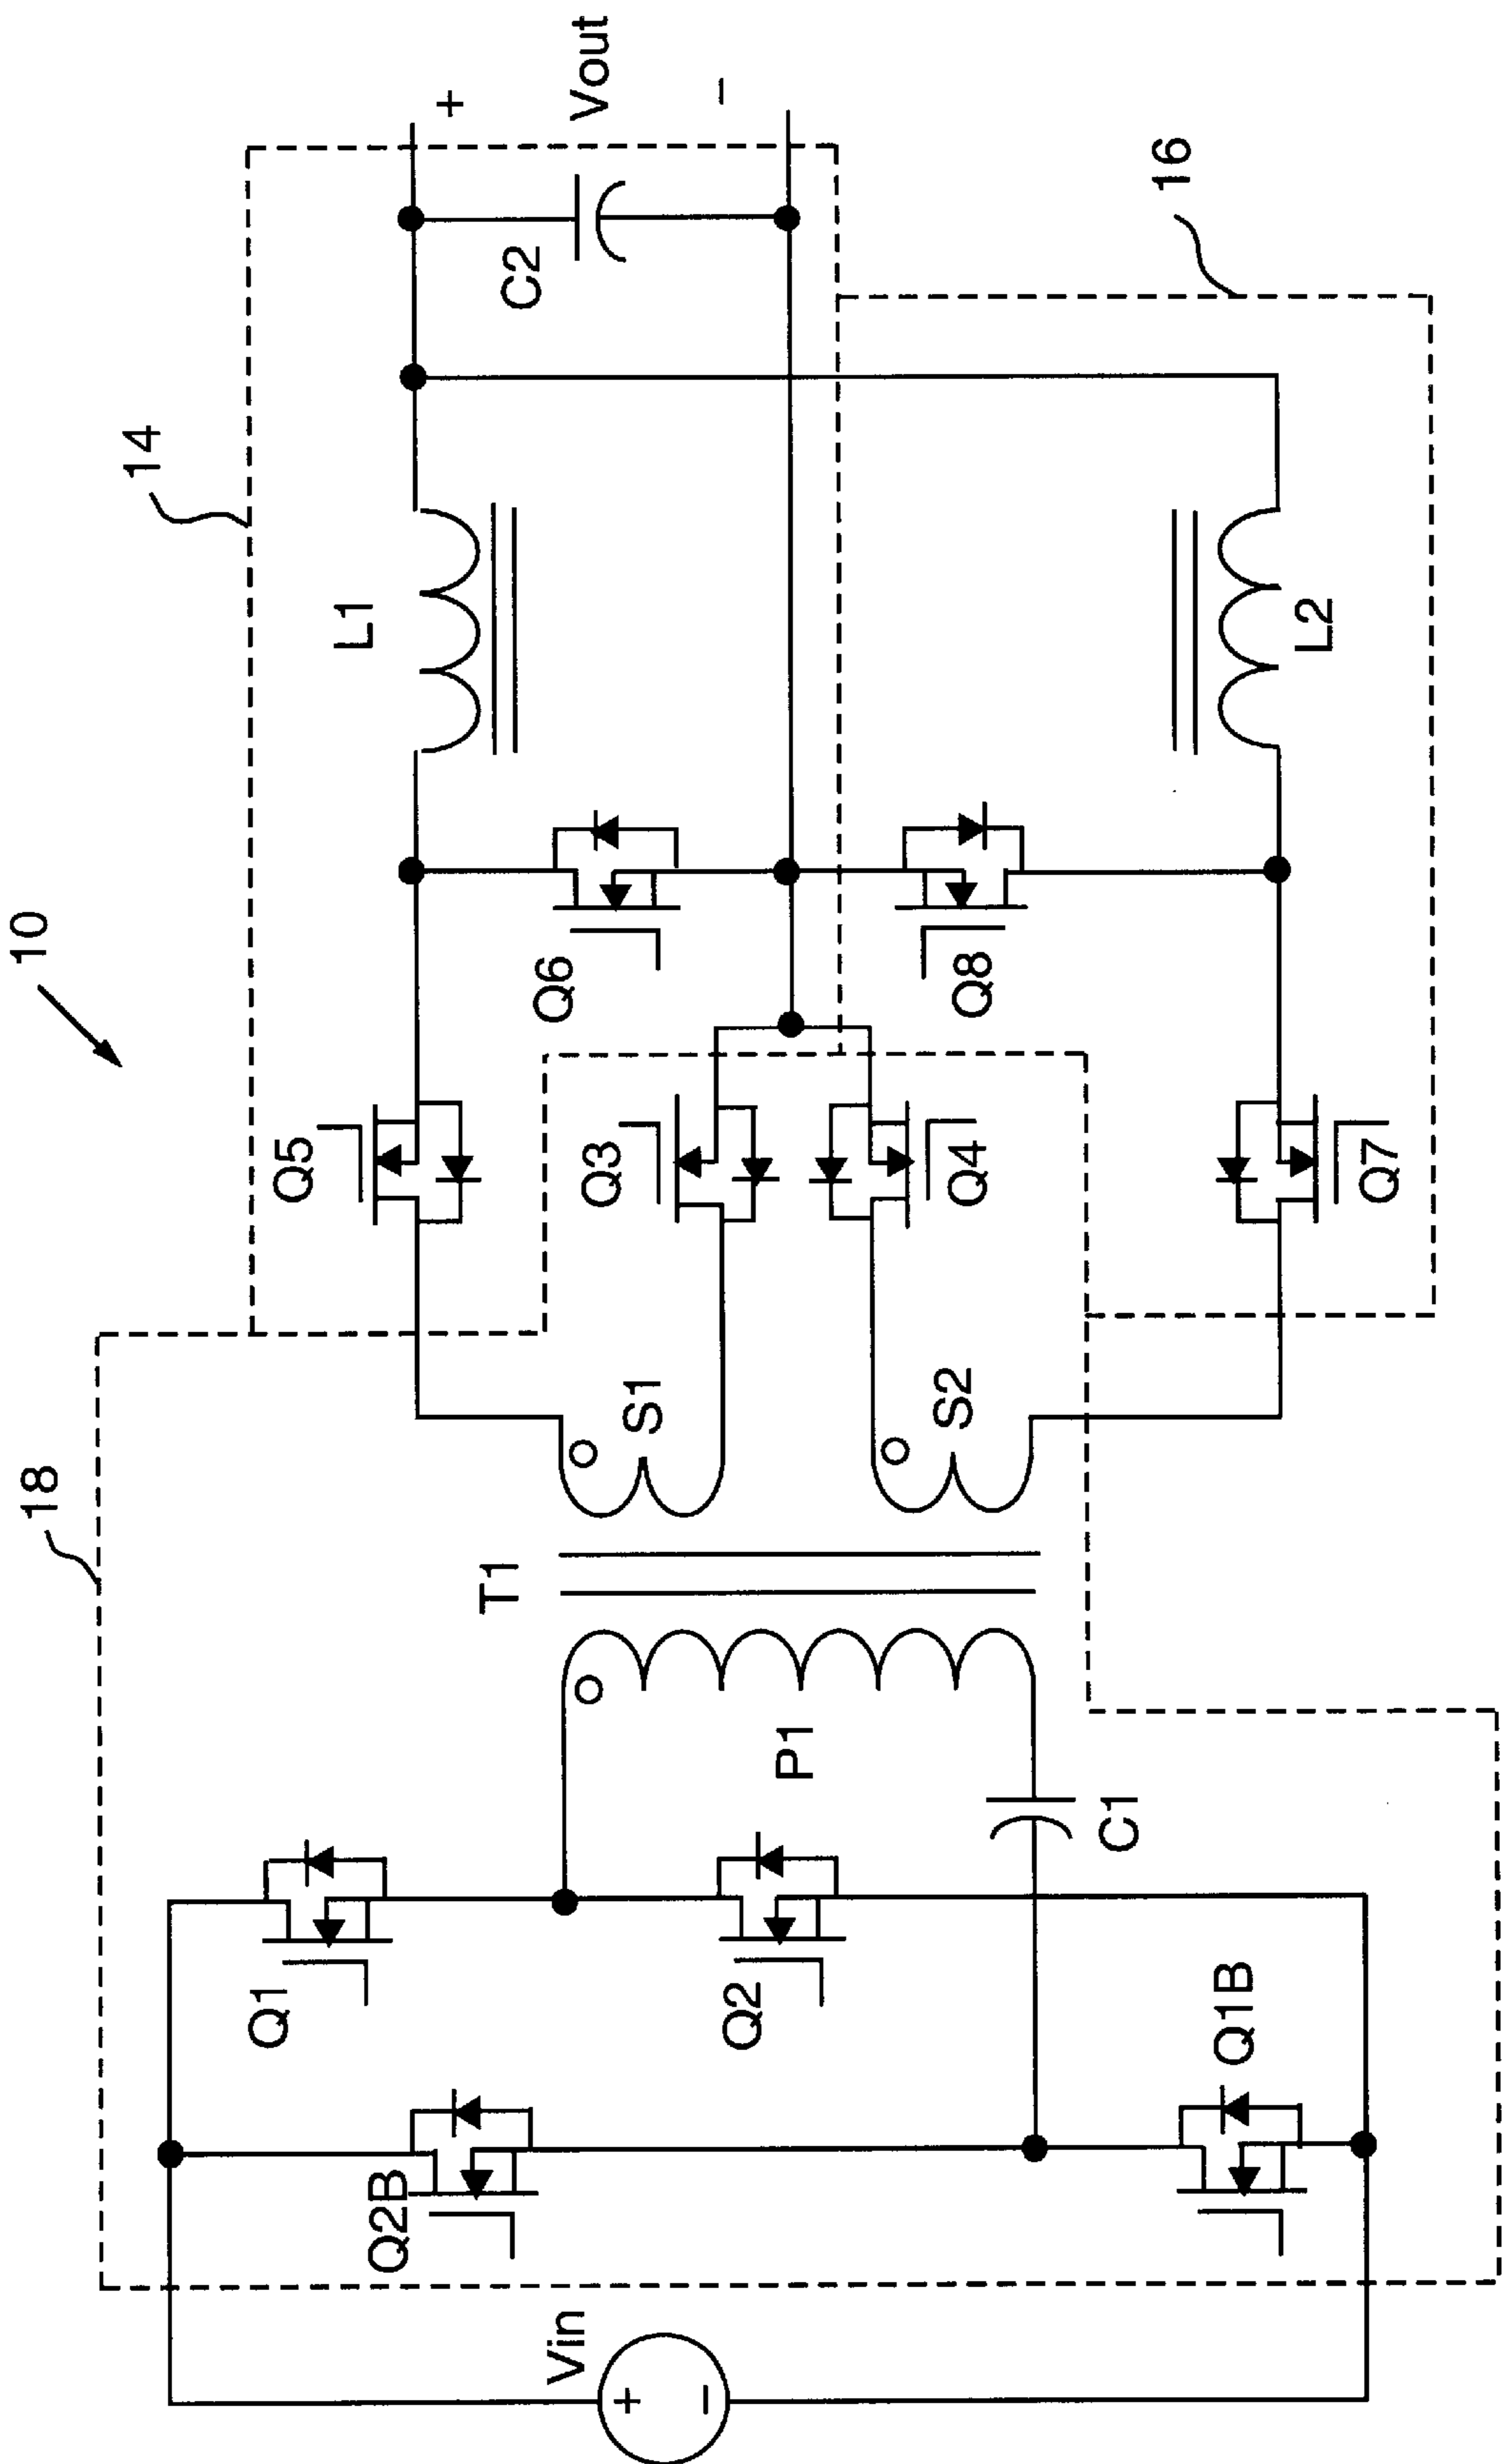 10
18
14
16
Vin
+
−
Q2B
Q1
Q2
Q1B
P1
C1
T1
S1
S2
Q5
Q3
Q4
Q7
Q6
Q8
L1
L2
C2
+
Vout
−